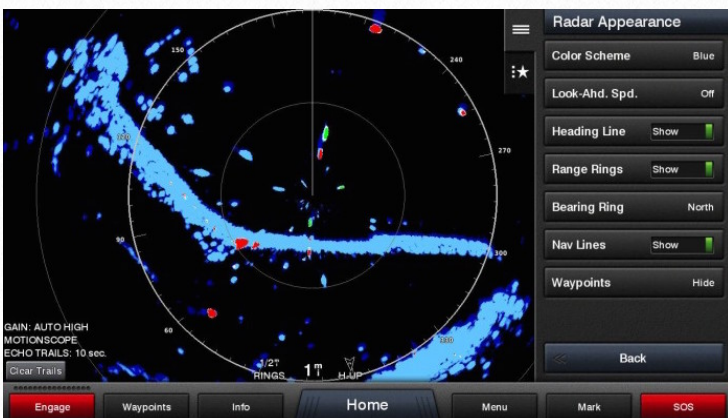 Radar Appearance
Color Scheme Blue
Look-Ahd. Spd. Off
Heading Line Show
Range Rings Show
Bearing Ring North
Nav Lines Show
Waypoints Hide
Back
150
240
120
270
90
300
60
330
GAIN: AUTO HIGH
MOTIONSCOPE
ECHO TRAILS: 10 sec.
Clear Trails
RINGS
H-UP
Engage
Waypoints
Info
Home
Menu
Mark
SOS